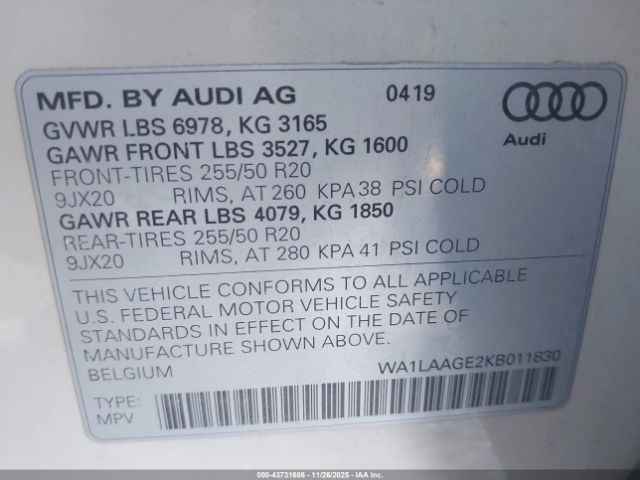 MFD. BY AUDI AG 0419
GVWR LBS 6978, KG 3165
Audi
GAWR FRONT LBS 3527, KG 1600
FRONT-TIRES 255/50 R20
9JX20 RIMS, AT 260 KPA 38 PSI COLD
GAWR REAR LBS 4079, KG 1850
REAR-TIRES 255/50 R20
9JX20 RIMS, AT 280 KPA 41 PSI COLD
THIS VEHICLE CONFORMS TO ALL APPLICABLE
U.S. FEDERAL MOTOR VEHICLE SAFETY
STANDARDS IN EFFECT ON THE DATE OF
MANUFACTURE SHOWN ABOVE.
BELGIUM WA1LAAGE2KB011830
TYPE:
MPV
000-43731686 - 11/26/2025 - IAA Inc.